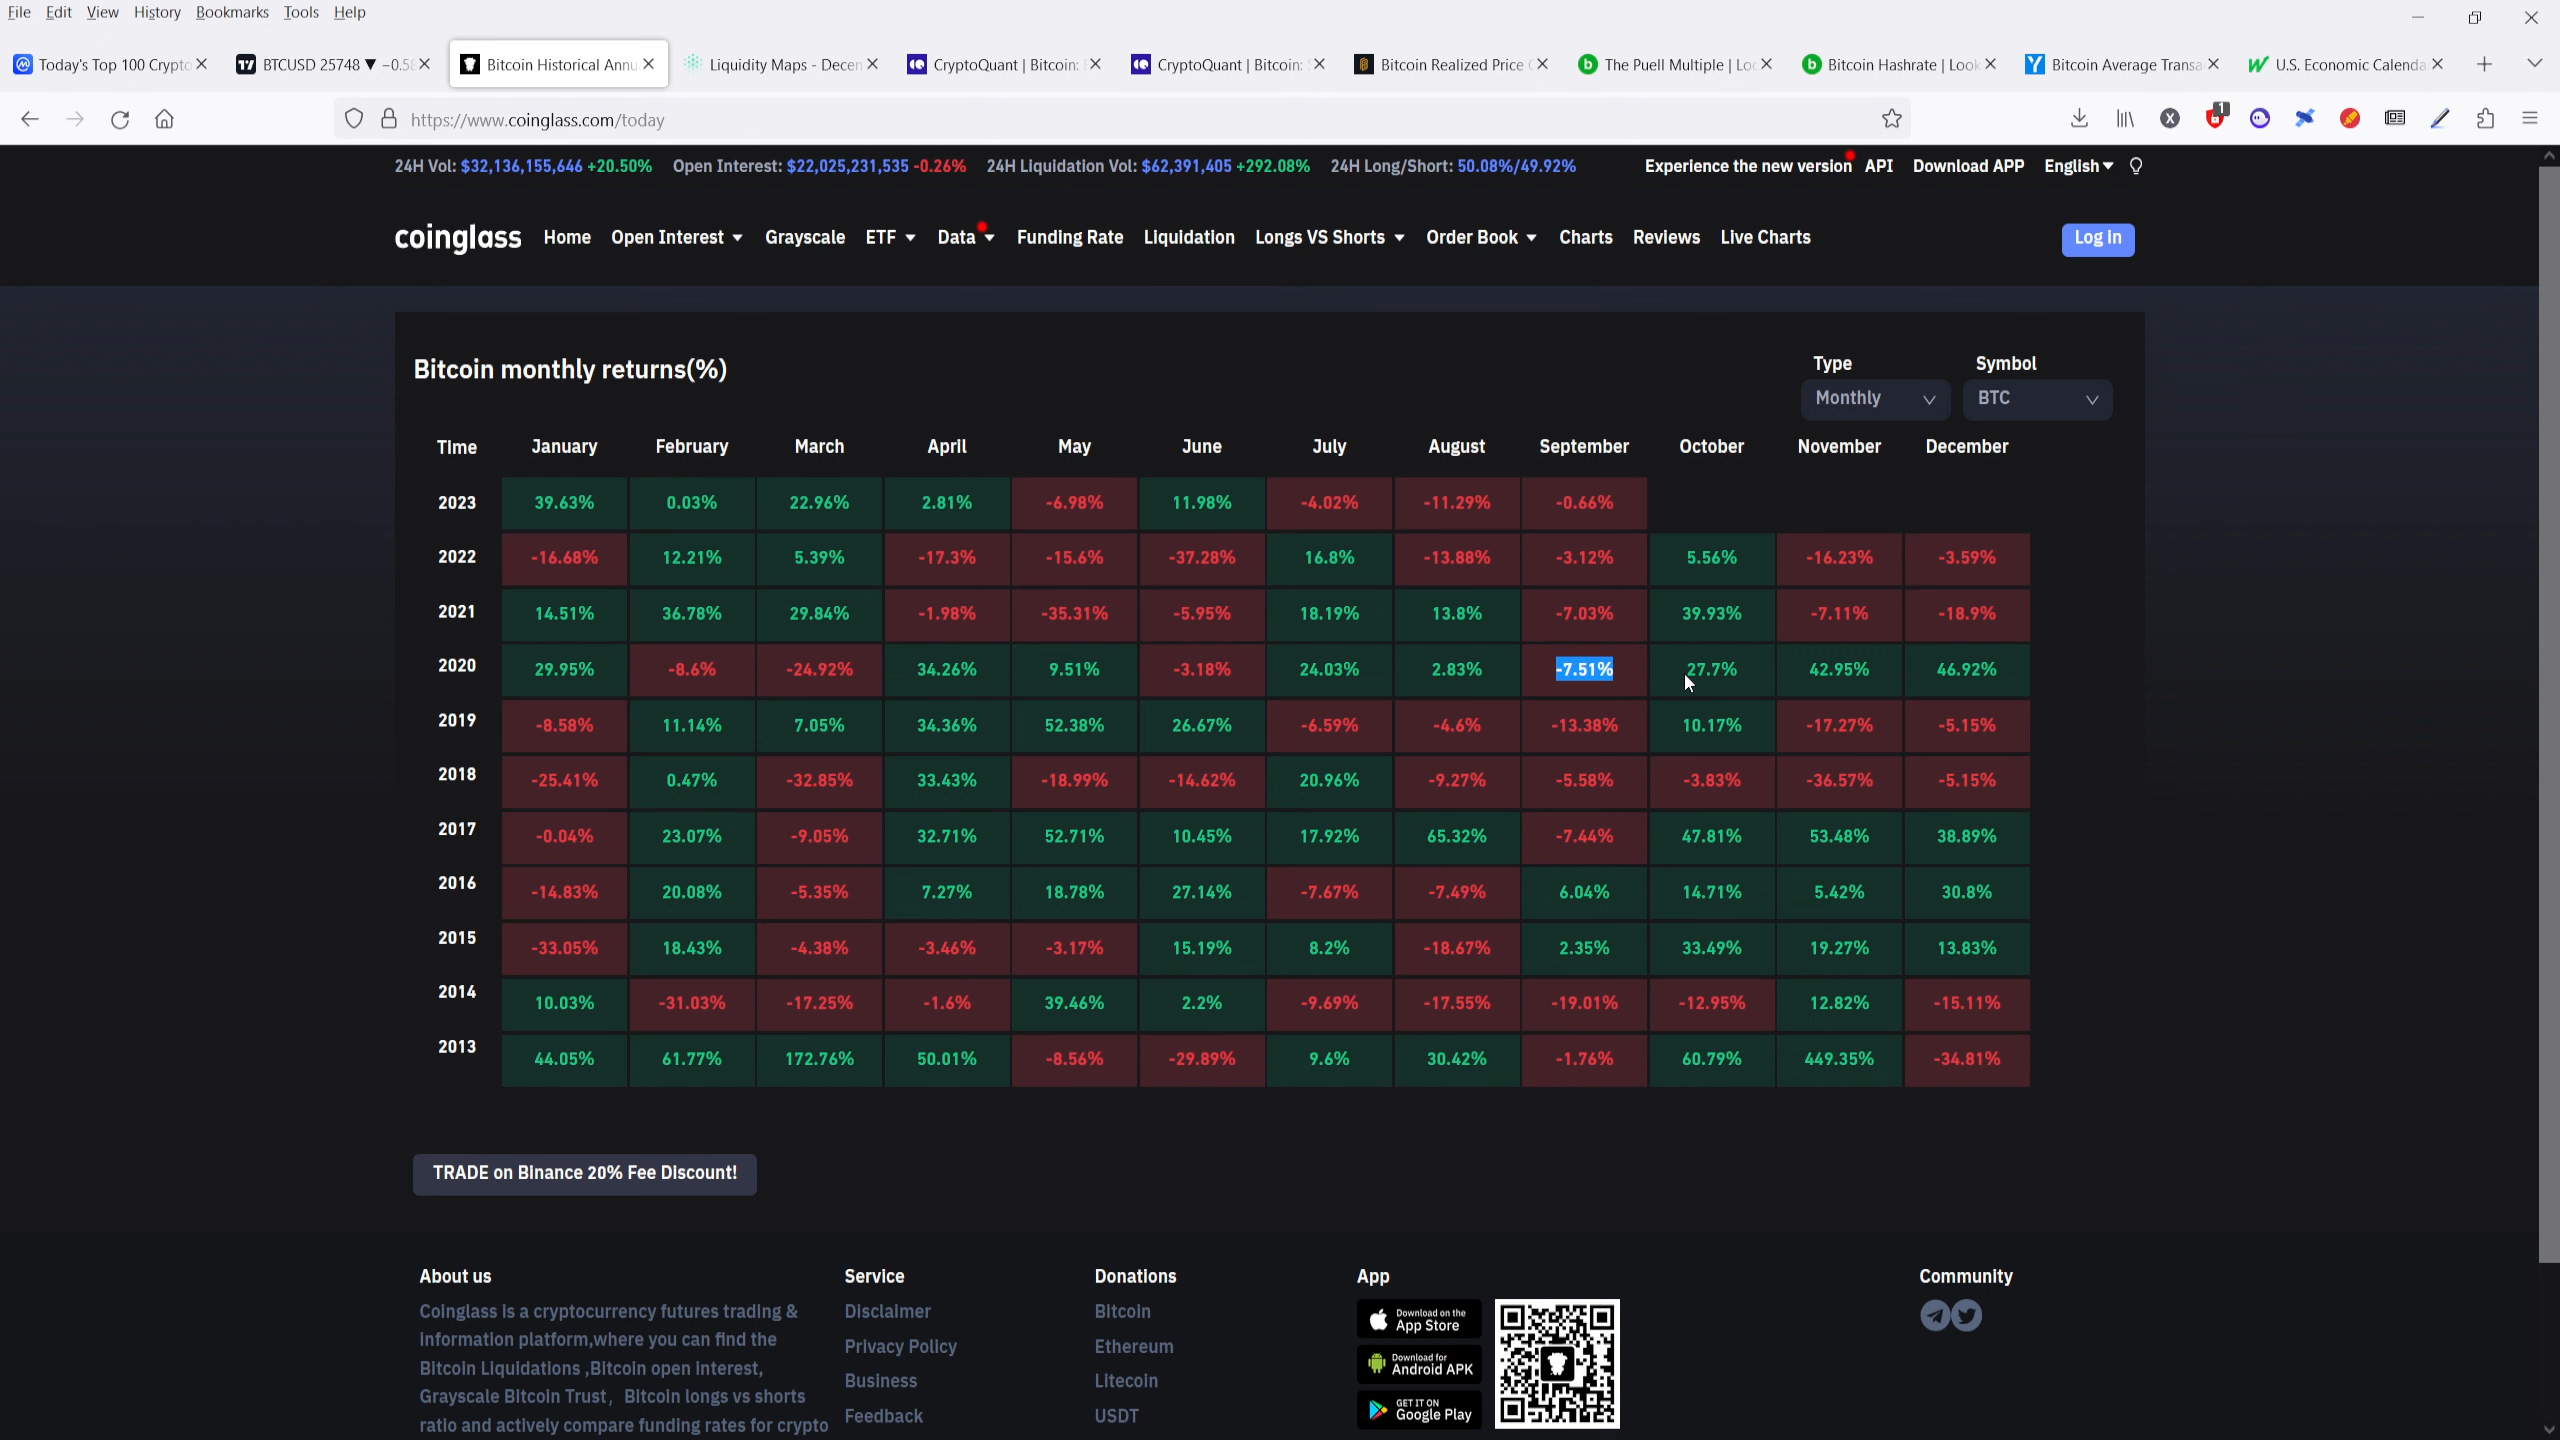 File Edit View History Bookmarks Tools Help
Today's Top 100 Crypto BTCUSD 25748 ▼ −0.58 Bitcoin Historical Annu Liquidity Maps - Decen CryptoQuant | Bitcoin: CryptoQuant | Bitcoin: Bitcoin Realized Price The Puell Multiple | Loo Bitcoin Hashrate | Look Bitcoin Average Transa U.S. Economic Calenda
https://www.coinglass.com/today 1
24H Vol: $32,136,155,646 +20.50% Open Interest: $22,025,231,535 -0.26% 24H Liquidation Vol: $62,391,405 +292.08% 24H Long/Short: 50.08%/49.92% Experience the new version API Download APP English
coinglass Home Open Interest Grayscale ETF Data Funding Rate Liquidation Longs VS Shorts Order Book Charts Reviews Live Charts Log in
Bitcoin monthly returns(%)
Type Symbol
Monthly BTC
Time January February March April May June July August September October November December
2023 39.63% 0.03% 22.96% 2.81% -6.98% 11.98% -4.02% -11.29% -0.66%
2022 -16.68% 12.21% 5.39% -17.3% -15.6% -37.28% 16.8% -13.88% -3.12% 5.56% -16.23% -3.59%
2021 14.51% 36.78% 29.84% -1.98% -35.31% -5.95% 18.19% 13.8% -7.03% 39.93% -7.11% -18.9%
2020 29.95% -8.6% -24.92% 34.26% 9.51% -3.18% 24.03% 2.83% -7.51% 27.7% 42.95% 46.92%
2019 -8.58% 11.14% 7.05% 34.36% 52.38% 26.67% -6.59% -4.6% -13.38% 10.17% -17.27% -5.15%
2018 -25.41% 0.47% -32.85% 33.43% -18.99% -14.62% 20.96% -9.27% -5.58% -3.83% -36.57% -5.15%
2017 -0.04% 23.07% -9.05% 32.71% 52.71% 10.45% 17.92% 65.32% -7.44% 47.81% 53.48% 38.89%
2016 -14.83% 20.08% -5.35% 7.27% 18.78% 27.14% -7.67% -7.49% 6.04% 14.71% 5.42% 30.8%
2015 -33.05% 18.43% -4.38% -3.46% -3.17% 15.19% 8.2% -18.67% 2.35% 33.49% 19.27% 13.83%
2014 10.03% -31.03% -17.25% -1.6% 39.46% 2.2% -9.69% -17.55% -19.01% -12.95% 12.82% -15.11%
2013 44.05% 61.77% 172.76% 50.01% -8.56% -29.89% 9.6% 30.42% -1.76% 60.79% 449.35% -34.81%
TRADE on Binance 20% Fee Discount!
About us
Coinglass is a cryptocurrency futures trading &
information platform,where you can find the
Bitcoin Liquidations ,Bitcoin open interest,
Grayscale Bitcoin Trust, Bitcoin longs vs shorts
ratio and actively compare funding rates for crypto
Service
Disclaimer
Privacy Policy
Business
Feedback
Donations
Bitcoin
Ethereum
Litecoin
USDT
App
Download on the
App Store
Download for
Android APK
GET IT ON
Google Play
Community